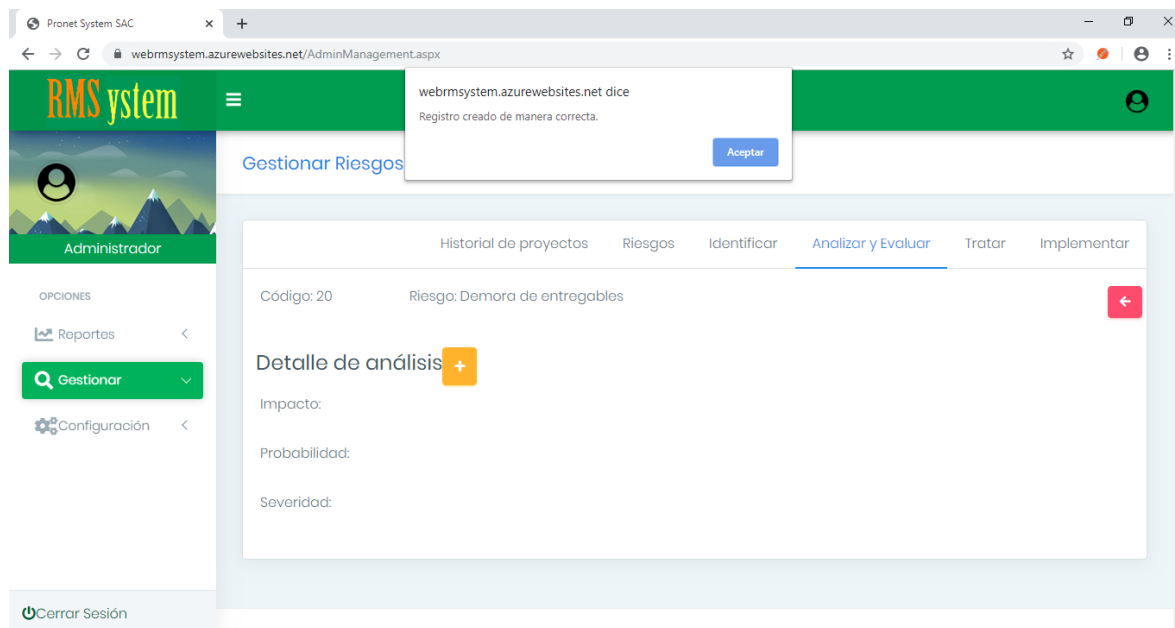 Pronet System SAC
webrmsystem.azurewebsites.net/AdminManagement.aspx
RMSystem
webrmsystem.azurewebsites.net dice
Registro creado de manera correcta.
Aceptar
Gestionar Riesgos
Administrador
Historial de proyectos Riesgos Identificar Analizar y Evaluar Tratar Implementar
OPCIONES
Reportes
Gestionar
Configuración
Código: 20 Riesgo: Demora de entregables
Detalle de análisis +
Impacto:
Probabilidad:
Severidad:
Cerrar Sesión